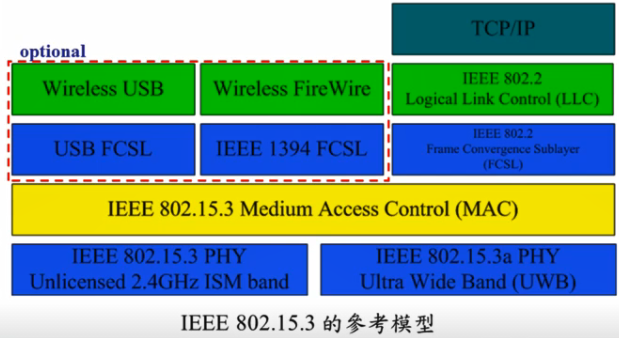 TCP/IP
optional
Wireless USB
Wireless FireWire
IEEE 802.2
Logical Link Control (LLC)
USB FCSL
IEEE 1394 FCSL
IEEE 802.2
Frame Convergence Sublayer
(FCSL)
IEEE 802.15.3 Medium Access Control (MAC)
IEEE 802.15.3 PHY
Unlicensed 2.4GHz ISM band
IEEE 802.15.3a PHY
Ultra Wide Band (UWB)
IEEE 802.15.3 的參考模型